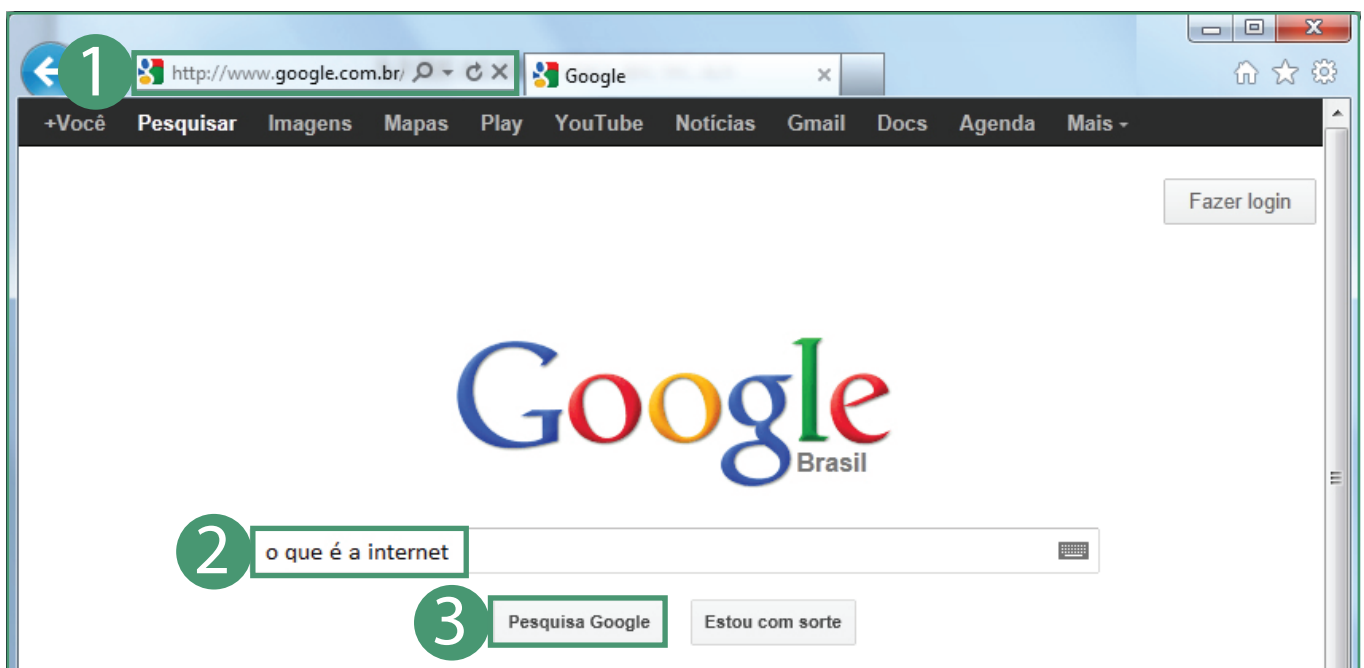 1 http://www.google.com.br/ Google
+Você Pesquisar Imagens Mapas Play YouTube Notícias Gmail Docs Agenda Mais
Fazer login
Google
Brasil
2 o que é a internet
3 Pesquisa Google Estou com sorte